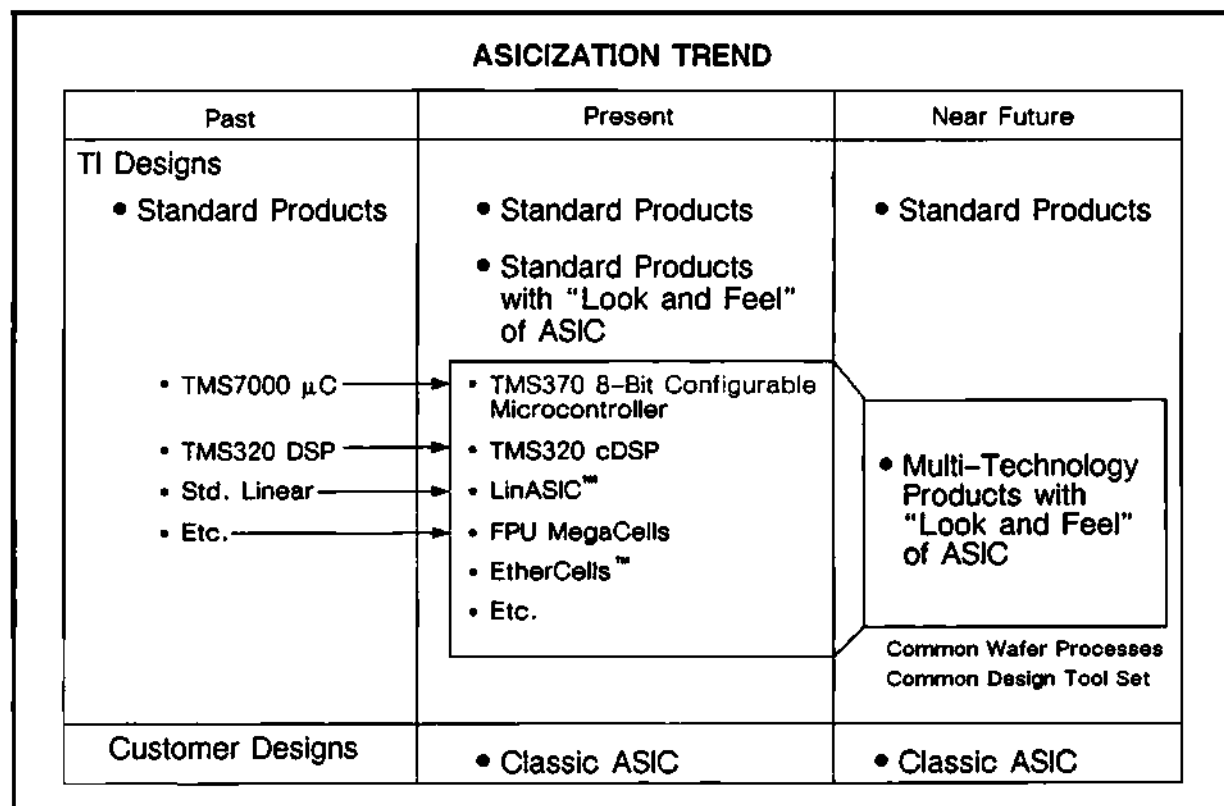 ASICIZATION TREND
Past
Present
Near Future
TI Designs
• Standard Products
• TMS7000 μC
• TMS320 DSP
• Std. Linear
• Etc.
• Standard Products
• Standard Products
with “Look and Feel”
of ASIC
• TMS370 8–Bit Configurable
Microcontroller
• TMS320 cDSP
• LinASIC™
• FPU MegaCells
• EtherCells™
• Etc.
• Standard Products
• Multi–Technology
Products with
“Look and Feel”
of ASIC
Common Wafer Processes
Common Design Tool Set
Customer Designs
• Classic ASIC
• Classic ASIC